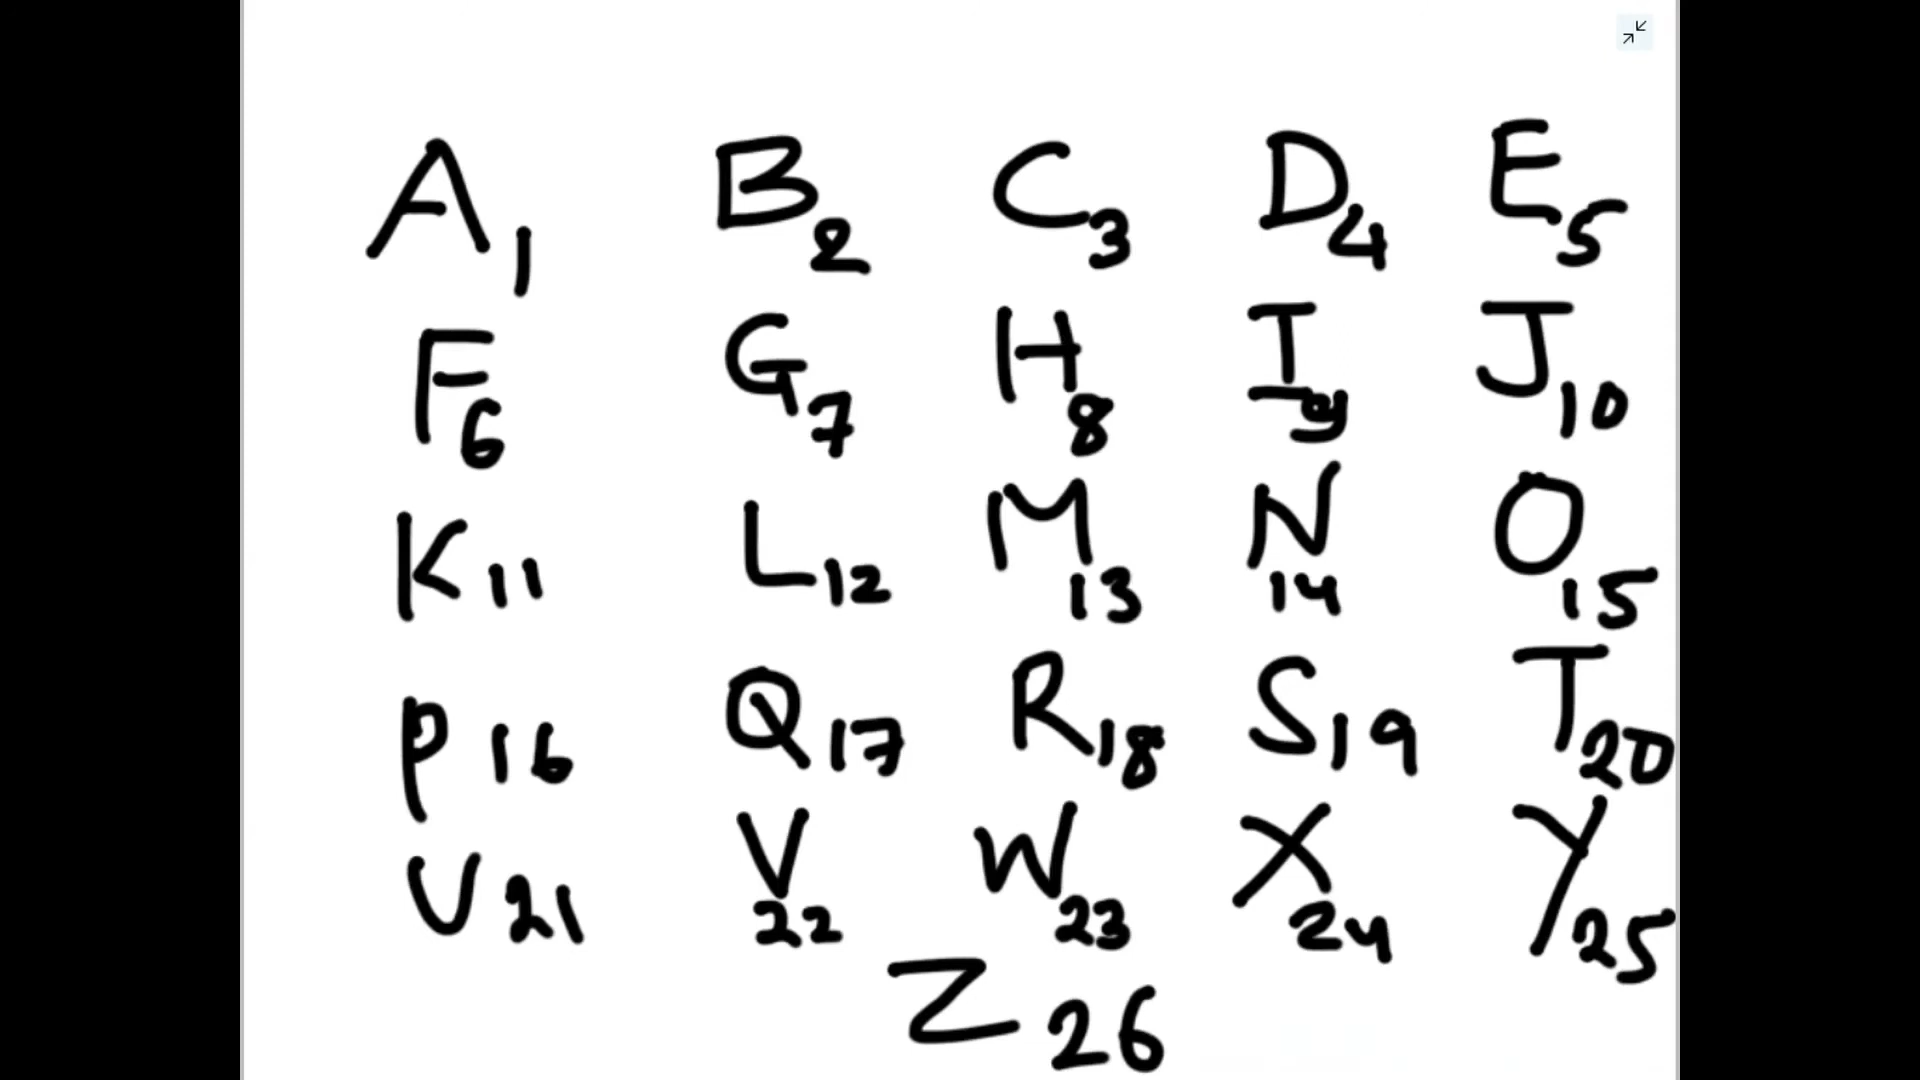 A1 B2 C3 D4 E5
F6 G7 H8 I9 J10
K11 L12 M13 N14 O15
P16 Q17 R18 S19 T20
U21 V22 W23 X24 Y25
Z26